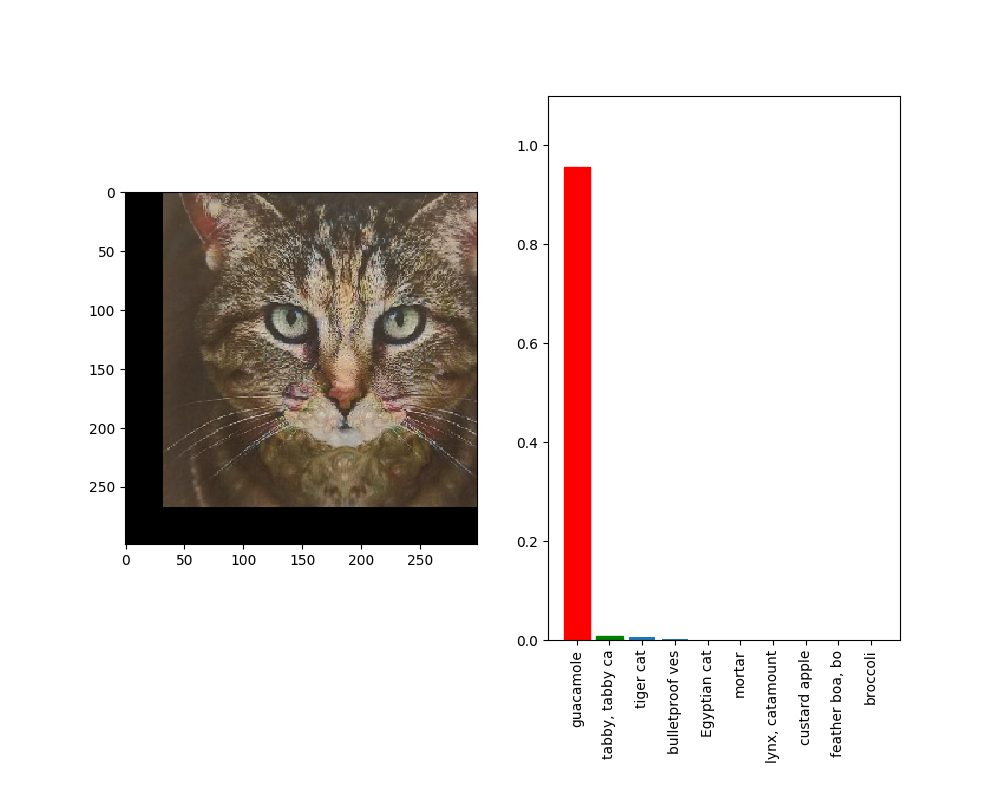 0
50
100
150
200
250
0
50
100
150
200
250
1.0
0.8
0.6
0.4
0.2
0.0
guacamole
tabby, tabby ca
tiger cat
bulletproof ves
Egyptian cat
mortar
lynx, catamount
custard apple
feather boa, bo
broccoli